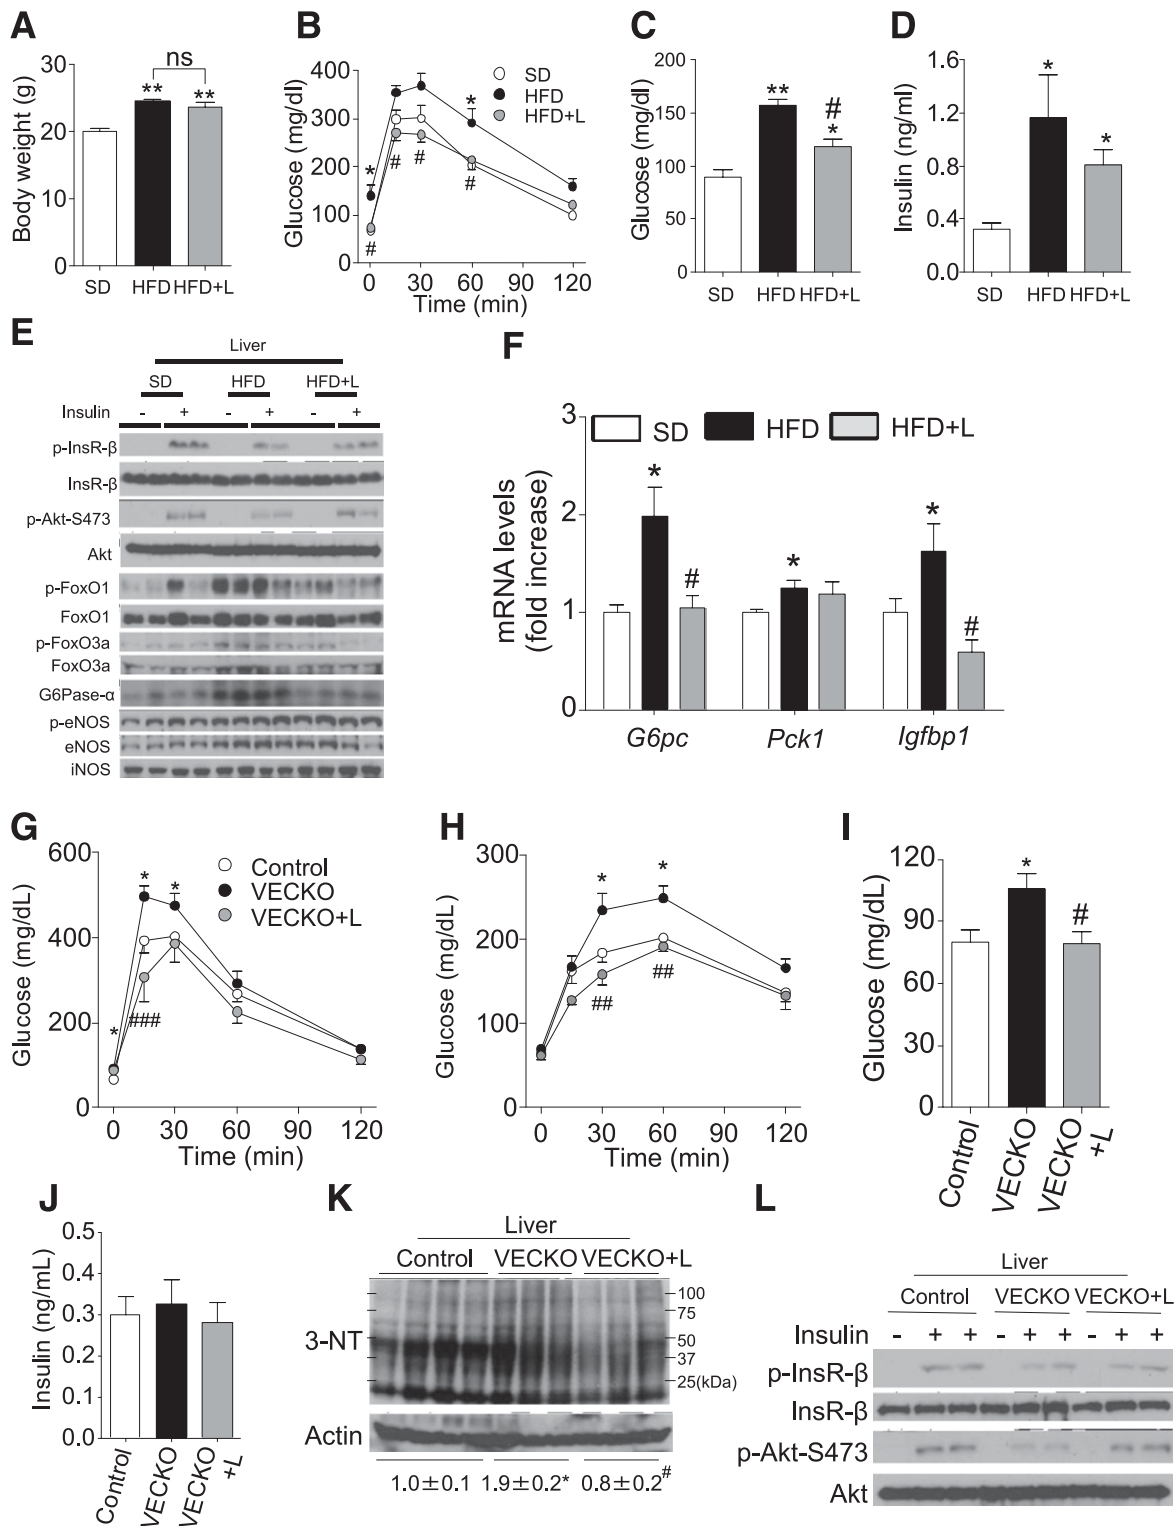 A
Body weight (g)
30
20
10
0
ns
** **
SD HFD HFD+L
B
Glucose (mg/dl)
400
300
200
100
0
SD
HFD
HFD+L
* *
# # # #
0 30 60 90 120
Time (min)
C
Glucose (mg/dl)
200
150
100
50
0
**
#
*
SD HFD HFD+L
D
Insulin (ng/ml)
1.6
1.2
0.8
0.4
0.0
* *
SD HFD HFD+L
E
Liver
SD HFD HFD+L
Insulin - + - + - +
p-InsR-β
InsR-β
p-Akt-S473
Akt
p-FoxO1
FoxO1
p-FoxO3a
FoxO3a
G6Pase-α
p-eNOS
eNOS
iNOS
F
mRNA levels
(fold increase)
3
2
1
0
SD HFD HFD+L
* # * * #
G6pc Pck1 Igfbp1
G
Glucose (mg/dL)
600
400
200
0
Control
VECKO
VECKO+L
* * *
###
0 30 60 90 120
Time (min)
H
Glucose (mg/dL)
300
200
100
0
* *
## ##
0 30 60 90 120
Time (min)
I
Glucose (mg/dL)
120
90
60
30
0
* #
Control VECKO VECKO
+L
J
Insulin (ng/mL)
0.5
0.4
0.3
0.2
0.1
0.0
Control VECKO VECKO
+L
K
Liver
Control VECKO VECKO+L
3-NT
100
75
50
37
25(kDa)
Actin
1.0±0.1 1.9±0.2* 0.8±0.2#
L
Liver
Control VECKO VECKO+L
Insulin - + + - + + - + +
p-InsR-β
InsR-β
p-Akt-S473
Akt